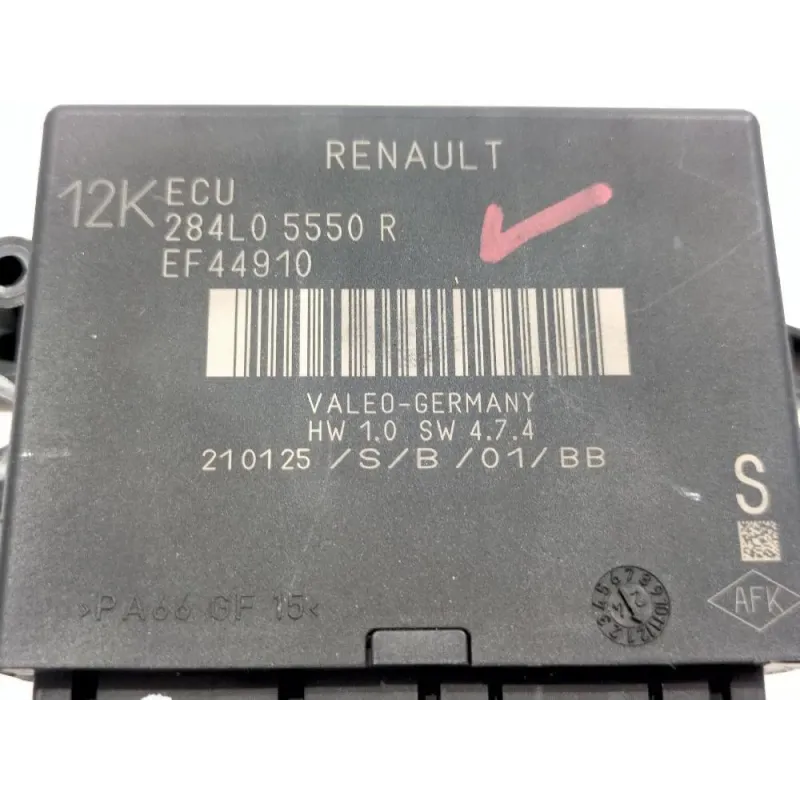 RENAULT
12K ECU
284L0 5550 R
EF44910
VALEO-GERMANY
HW 1.0 SW 4.7.4
210125 /S/B/01/BB
S
>PA66 GF 15<
AFK